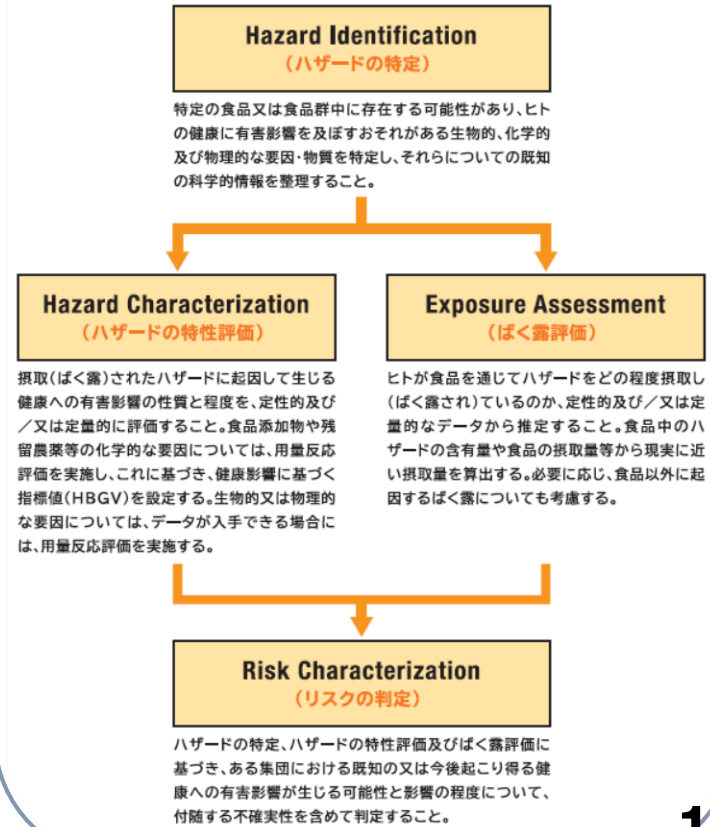 Hazard Identification
（ハザードの特定）
特定の食品又は食品群中に存在する可能性があり、ヒト
の健康に有害影響を及ぼすおそれがある生物的、化学的
及び物理的な要因・物質を特定し、それらについての既知
の科学的情報を整理すること。
Hazard Characterization
（ハザードの特性評価）
摂取（ばく露）されたハザードに起因して生じる
健康への有害影響の性質と程度を、定性的及び
／又は定量的に評価すること。食品添加物や残
留農薬等の化学的な要因については、用量反応
評価を実施し、これに基づき、健康影響に基づく
指標値（HBGV）を設定する。生物的又は物理的
な要因については、データが入手できる場合に
は、用量反応評価を実施する。
Exposure Assessment
（ばく露評価）
ヒトが食品を通じてハザードをどの程度摂取し
（ばく露され）ているのか、定性的及び／又は定
量的なデータから推定すること。食品中のハ
ザードの含有量や食品の摂取量等から現実に近
い摂取量を算出する。必要に応じ、食品以外に起
因するばく露についても考慮する。
Risk Characterization
（リスクの判定）
ハザードの特定、ハザードの特性評価及びばく露評価に
基づき、ある集団における既知の又は今後起こり得る健
康への有害影響が生じる可能性と影響の程度について、
付随する不確実性を含めて判定すること。